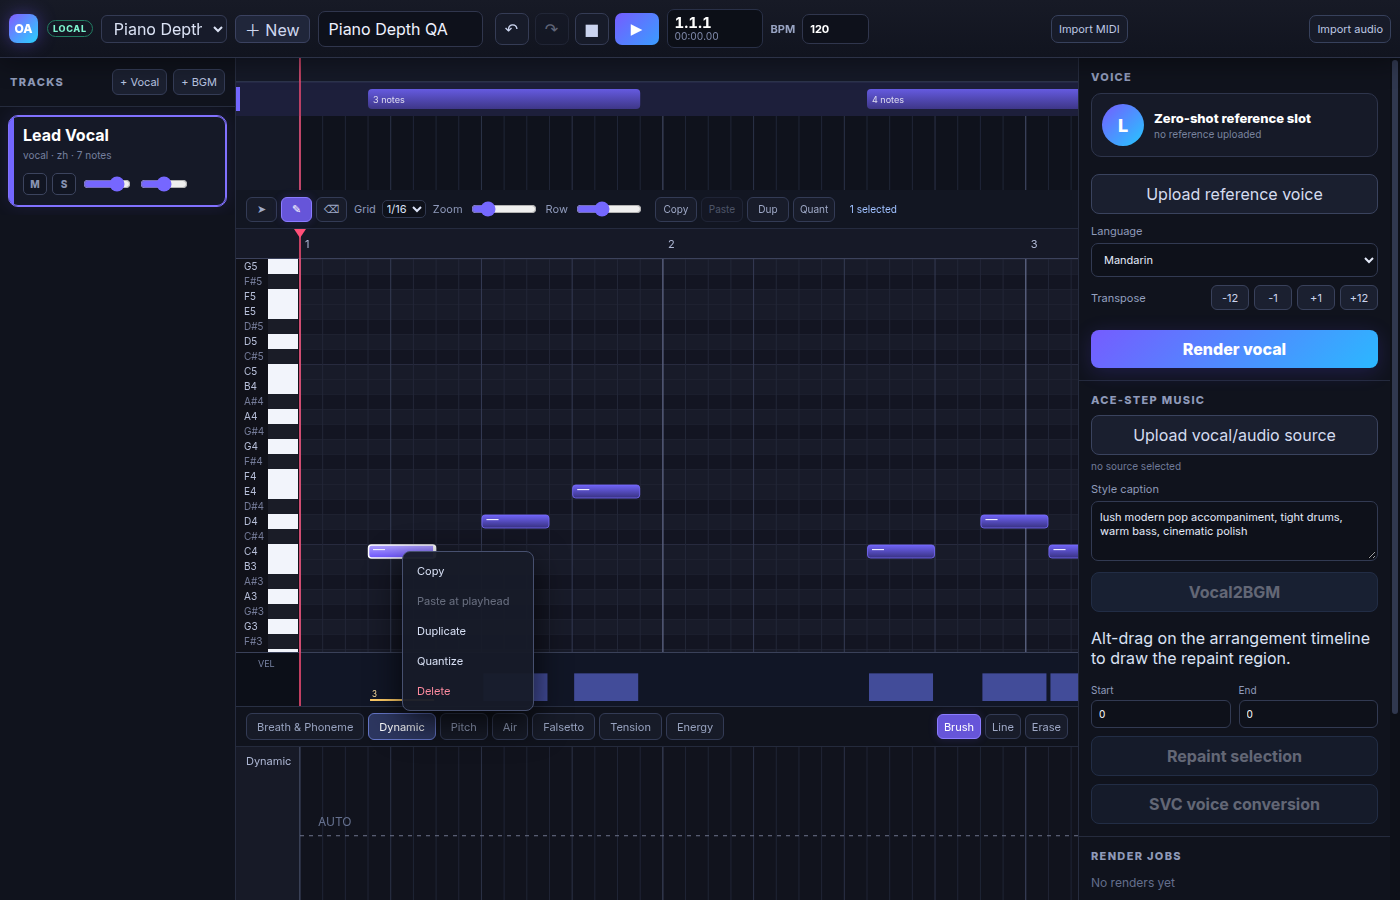 OA LOCAL Piano Depth + New Piano Depth QA 1.1.1 BPM 120 Import MIDI Import audio
00:00.00
TRACKS + Vocal + BGM
Lead Vocal
vocal · zh · 7 notes
M S
3 notes 4 notes
Grid 1/16 Zoom Row Copy Paste Dup Quant 1 selected
1 2 3
G5
F#5
F5
E5
D#5
D5
C#5
C5
B4
A#4
A4
G#4
G4
F#4
F4
E4
D#4
D4
C#4
C4
B3
A#3
A3
G#3
G3
F#3
Copy
Paste at playhead
Duplicate
Quantize
Delete
VEL
3
Breath & Phoneme Dynamic Pitch Air Falsetto Tension Energy Brush Line Erase
Dynamic
AUTO
VOICE
L Zero-shot reference slot
no reference uploaded
Upload reference voice
Language
Mandarin
Transpose -12 -1 +1 +12
Render vocal
ACE-STEP MUSIC
Upload vocal/audio source
no source selected
Style caption
lush modern pop accompaniment, tight drums,
warm bass, cinematic polish
Vocal2BGM
Alt-drag on the arrangement timeline
to draw the repaint region.
Start End
0 0
Repaint selection
SVC voice conversion
RENDER JOBS
No renders yet